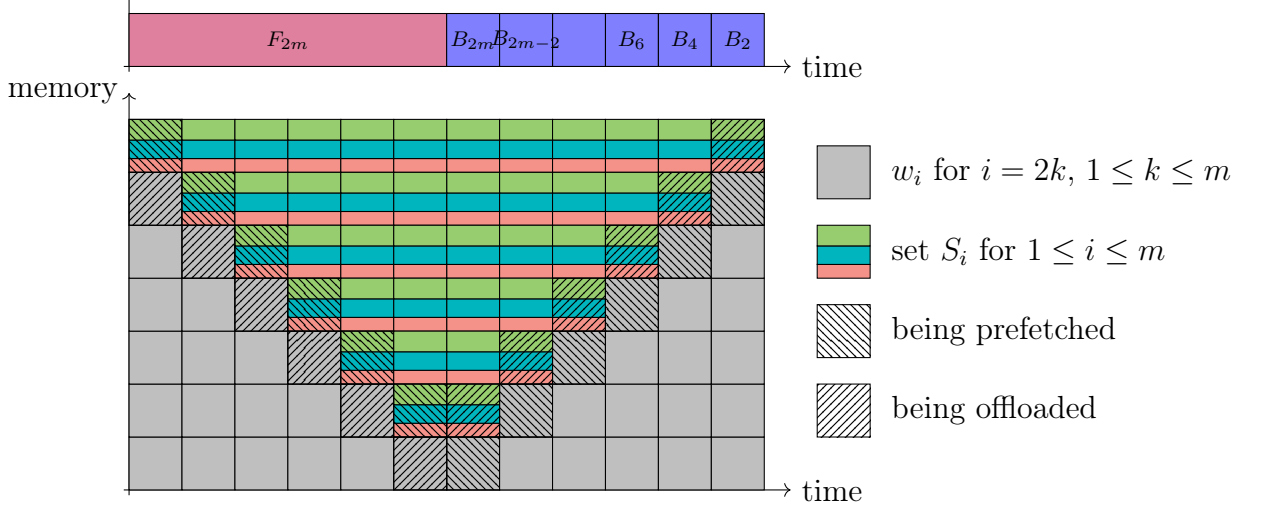 F_{2m} B_{2m} B_{2m−2} B_6 B_4 B_2
time
memory
w_i for i = 2k, 1 ≤ k ≤ m
set S_i for 1 ≤ i ≤ m
being prefetched
being offloaded
time